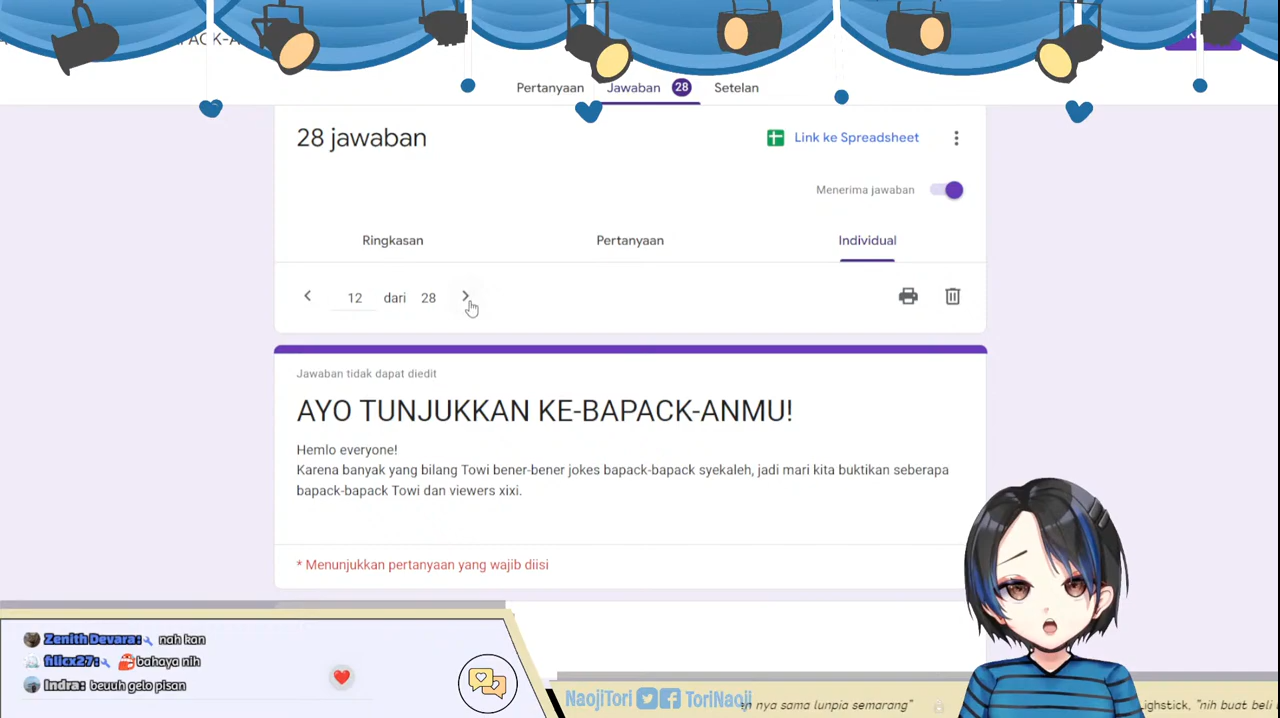 Pertanyaan Jawaban 28 Setelan
28 jawaban
Link ke Spreadsheet
Menerima jawaban
Ringkasan Pertanyaan Individual
12 dari 28
Jawaban tidak dapat diedit
AYO TUNJUKKAN KE-BAPACK-ANMU!
Hemlo everyone!
Karena banyak yang bilang Towi bener-bener jokes bapack-bapack syekaleh, jadi mari kita buktikan seberapa
bapack-bapack Towi dan viewers xixi.
* Menunjukkan pertanyaan yang wajib diisi
Zenith Devara: nah kan
filicx27: bahaya nih
Indra: beuuh gelo pisan
NaojiTori ToriNaoji
nya sama lunpia semarang"
Lighstick, "nih buat beli